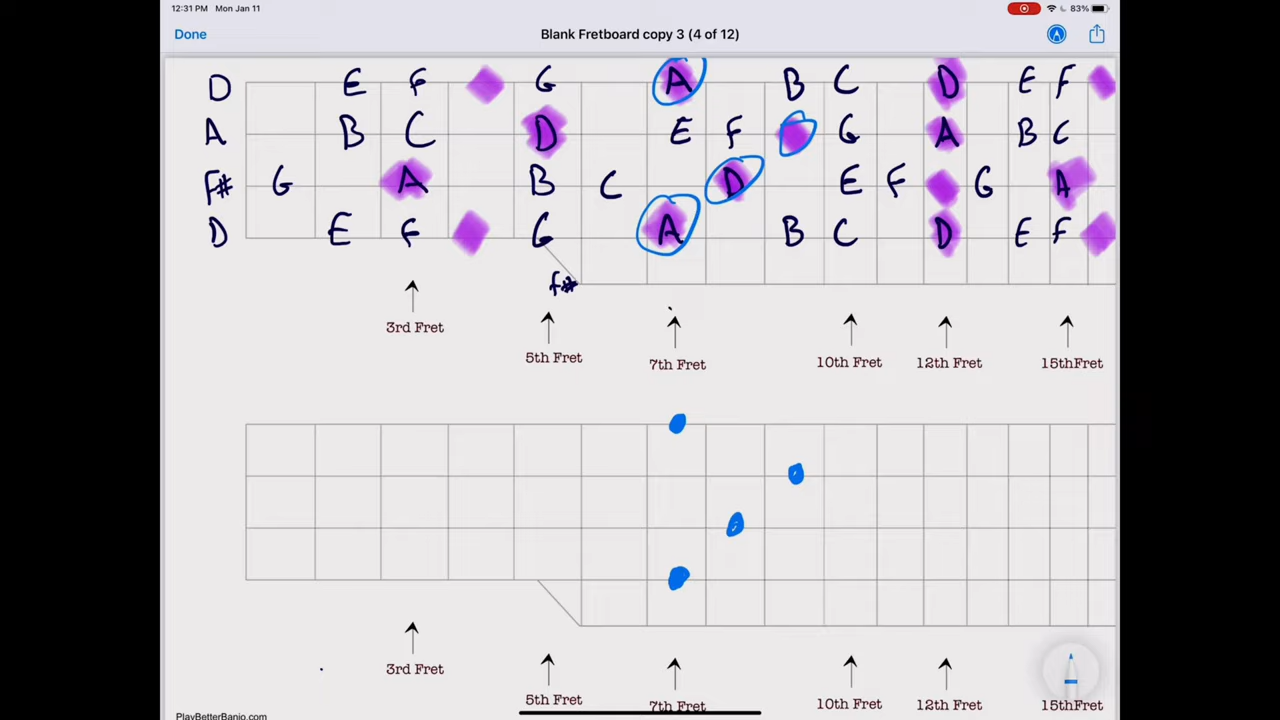 12:31 PM Mon Jan 11
83%
Done
Blank Fretboard copy 3 (4 of 12)
D E F G A B C D E F
A B C D E F G A B C
F# G A B C D E F G A
D E F G A B C D E F
f#
3rd Fret
5th Fret
7th Fret
10th Fret
12th Fret
15thFret
3rd Fret
5th Fret
7th Fret
10th Fret
12th Fret
15thFret
PlayBetterBanjo.com